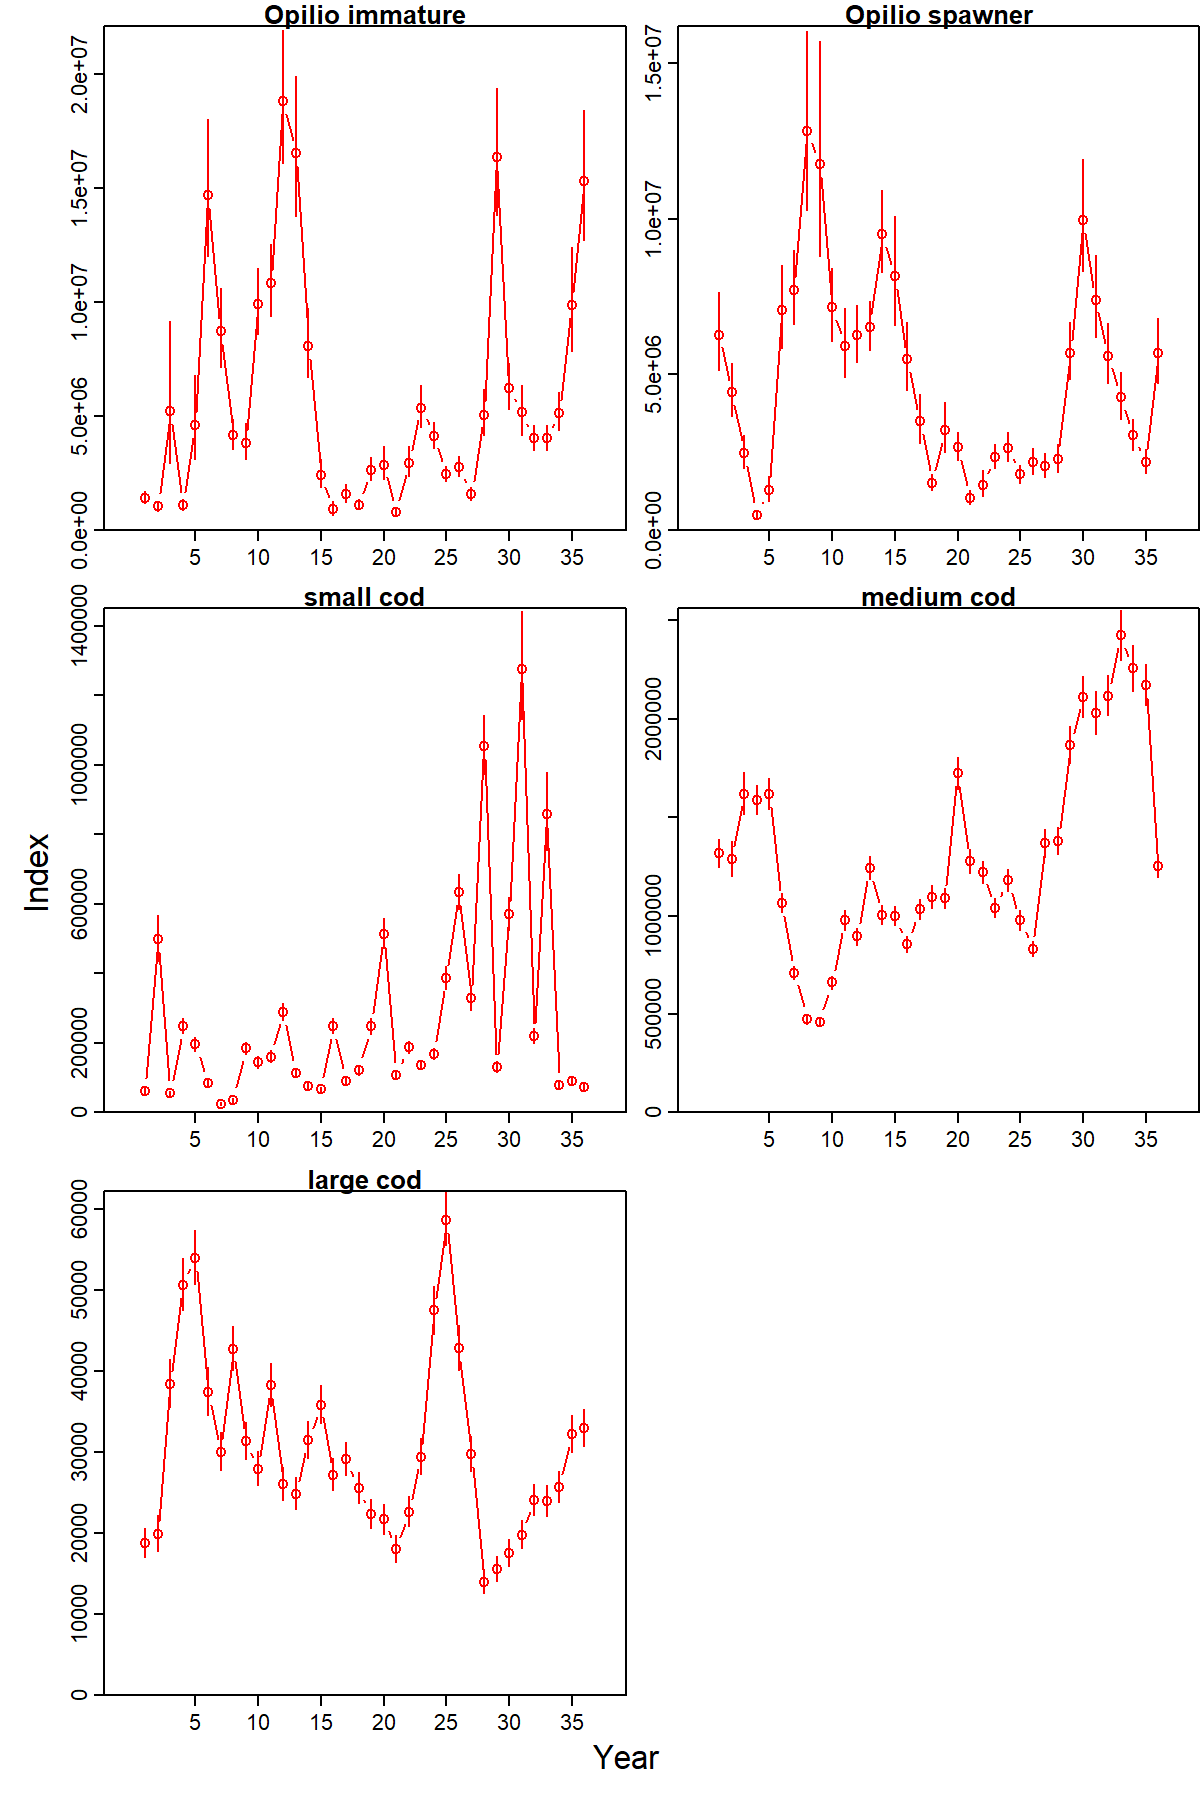 Opilio immature
0.0e+00 5.0e+06 1.0e+07 1.5e+07 2.0e+07
5 10 15 20 25 30 35
Opilio spawner
0.0e+00 5.0e+06 1.0e+07 1.5e+07
5 10 15 20 25 30 35
small cod
0 200000 600000 1000000 1400000
5 10 15 20 25 30 35
medium cod
0 500000 1000000 2000000
5 10 15 20 25 30 35
large cod
0 10000 20000 30000 40000 50000 60000
5 10 15 20 25 30 35
Index
Year